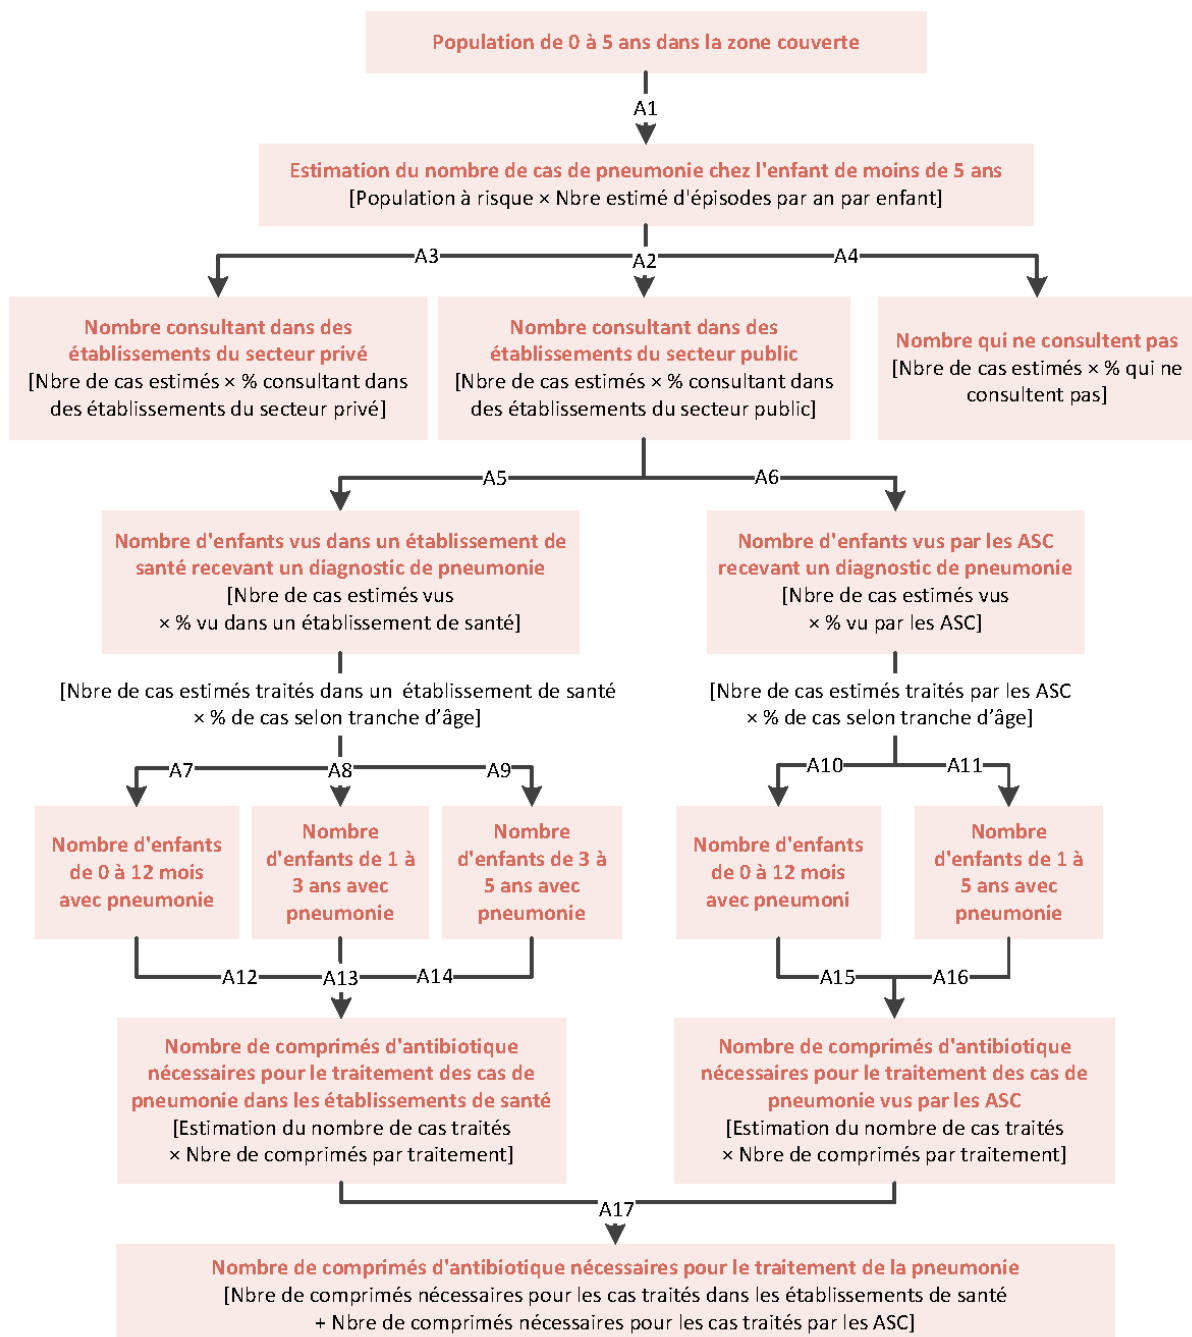 Population de 0 à 5 ans dans la zone couverte
A1
Estimation du nombre de cas de pneumonie chez l'enfant de moins de 5 ans
[Population à risque × Nbre estimé d'épisodes par an par enfant]
A3
A2
A4
Nombre consultant dans des
établissements du secteur privé
[Nbre de cas estimés × % consultant dans
des établissements du secteur privé]
Nombre consultant dans des
établissements du secteur public
[Nbre de cas estimés × % consultant dans
des établissements du secteur public]
Nombre qui ne consultent pas
[Nbre de cas estimés × % qui ne
consultent pas]
A5
A6
Nombre d'enfants vus dans un établissement de
santé recevant un diagnostic de pneumonie
[Nbre de cas estimés vus
× % vu dans un établissement de santé]
Nombre d'enfants vus par les ASC
recevant un diagnostic de pneumonie
[Nbre de cas estimés vus
× % vu par les ASC]
[Nbre de cas estimés traités dans un établissement de santé
× % de cas selon tranche d’âge]
[Nbre de cas estimés traités par les ASC
× % de cas selon tranche d’âge]
A7
A8
A9
A10
A11
Nombre d'enfants
de 0 à 12 mois
avec pneumonie
Nombre
d'enfants de 1 à
3 ans avec
pneumonie
Nombre
d'enfants de 3 à
5 ans avec
pneumonie
Nombre d'enfants
de 0 à 12 mois
avec pneumoni
Nombre
d'enfants de 1 à
5 ans avec
pneumonie
A12
A13
A14
A15
A16
Nombre de comprimés d'antibiotique
nécessaires pour le traitement des cas de
pneumonie dans les établissements de santé
[Estimation du nombre de cas traités
× Nbre de comprimés par traitement]
Nombre de comprimés d'antibiotique
nécessaires pour le traitement des cas de
pneumonie vus par les ASC
[Estimation du nombre de cas traités
× Nbre de comprimés par traitement]
A17
Nombre de comprimés d'antibiotique nécessaires pour le traitement de la pneumonie
[Nbre de comprimés nécessaires pour les cas traités dans les établissements de santé
+ Nbre de comprimés nécessaires pour les cas traités par les ASC]